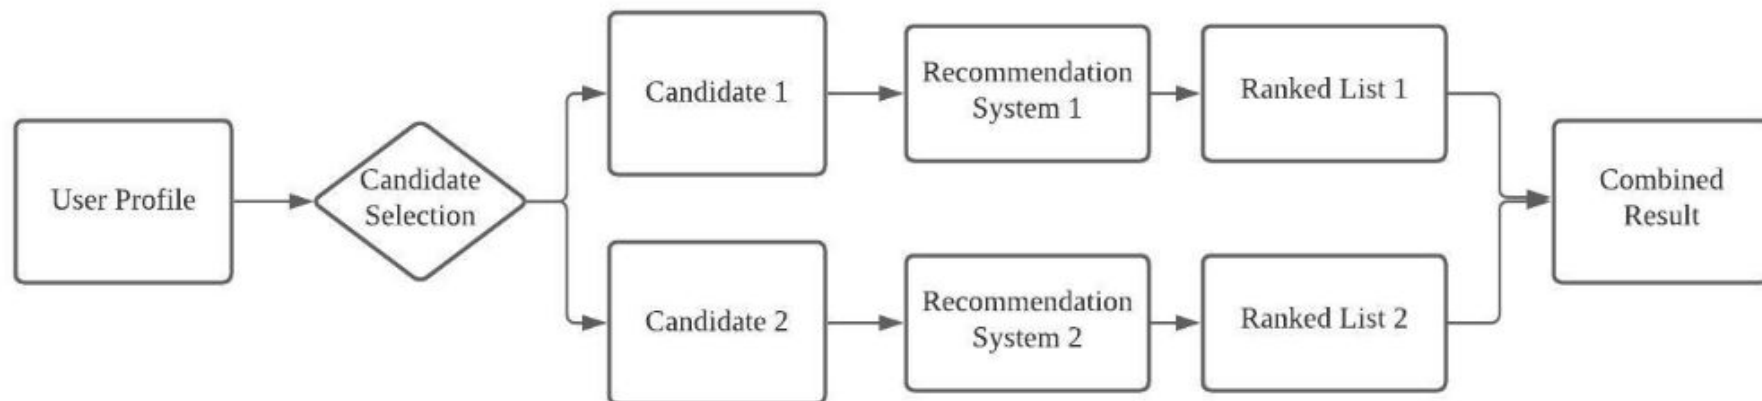 User Profile
Candidate
Selection
Candidate 1
Recommendation
System 1
Ranked List 1
Candidate 2
Recommendation
System 2
Ranked List 2
Combined
Result